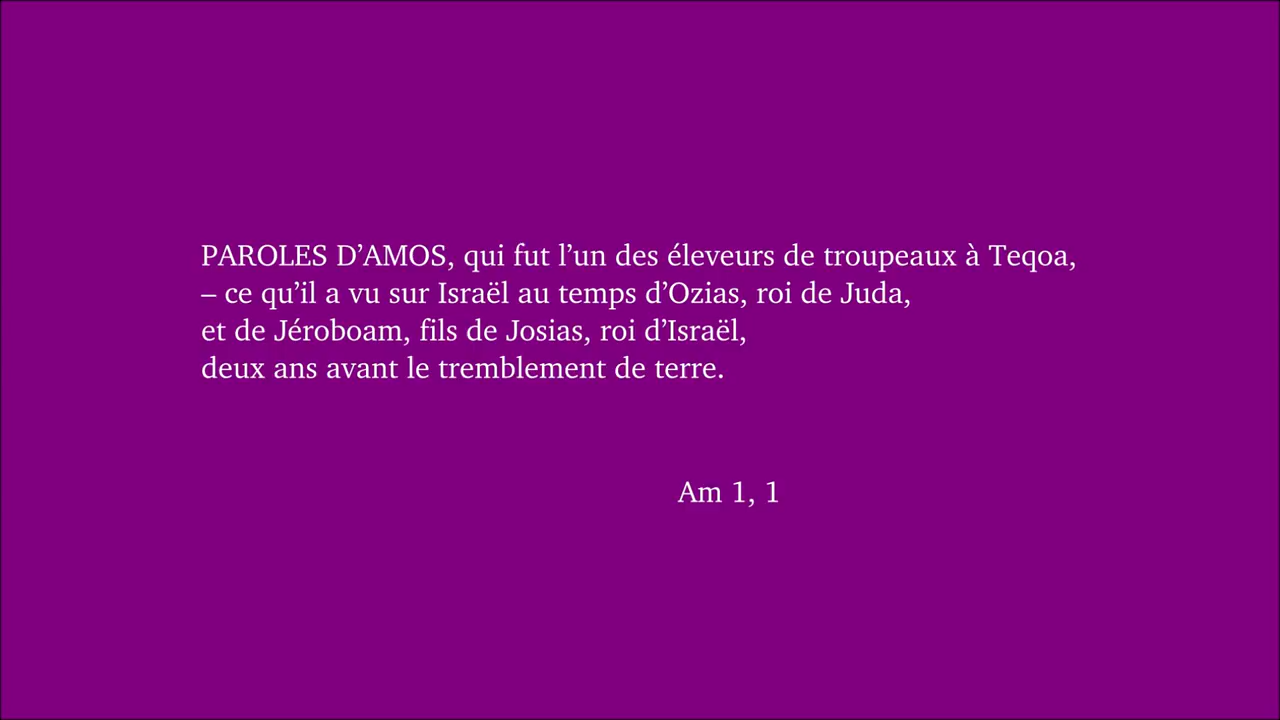 PAROLES D’AMOS, qui fut l’un des éleveurs de troupeaux à Teqoa,
– ce qu’il a vu sur Israël au temps d’Ozias, roi de Juda,
et de Jéroboam, fils de Josias, roi d’Israël,
deux ans avant le tremblement de terre.
Am 1, 1